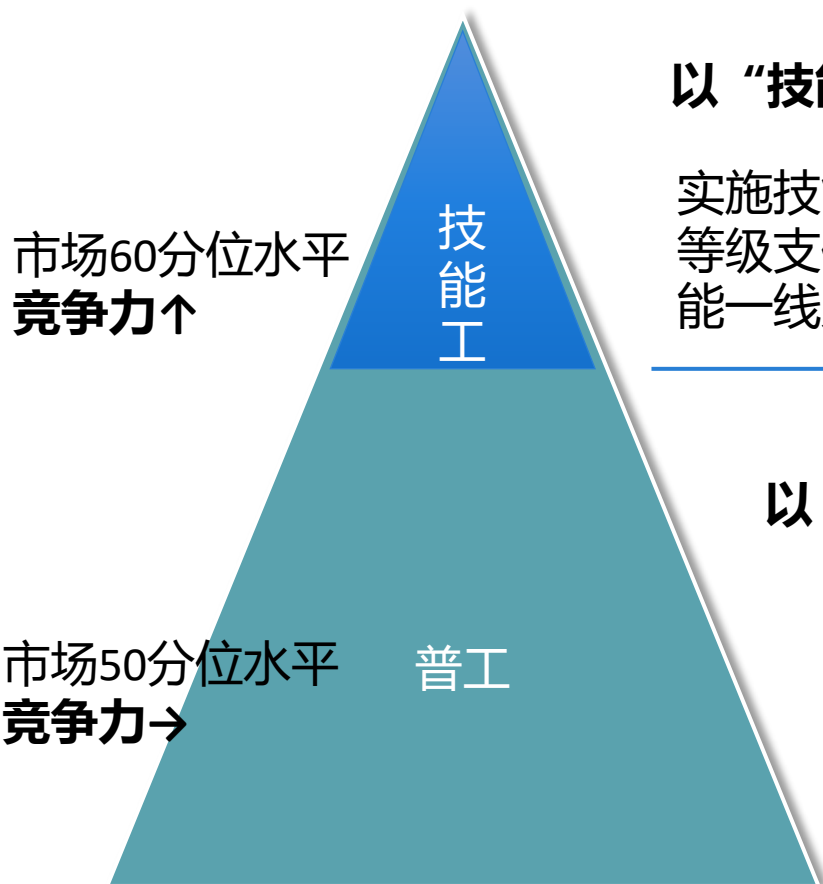 以“技
实施技
等级支
能一线
技
能
工
市场60分位水平
竞争力↑
以
市场50分位水平
竞争力→
普工